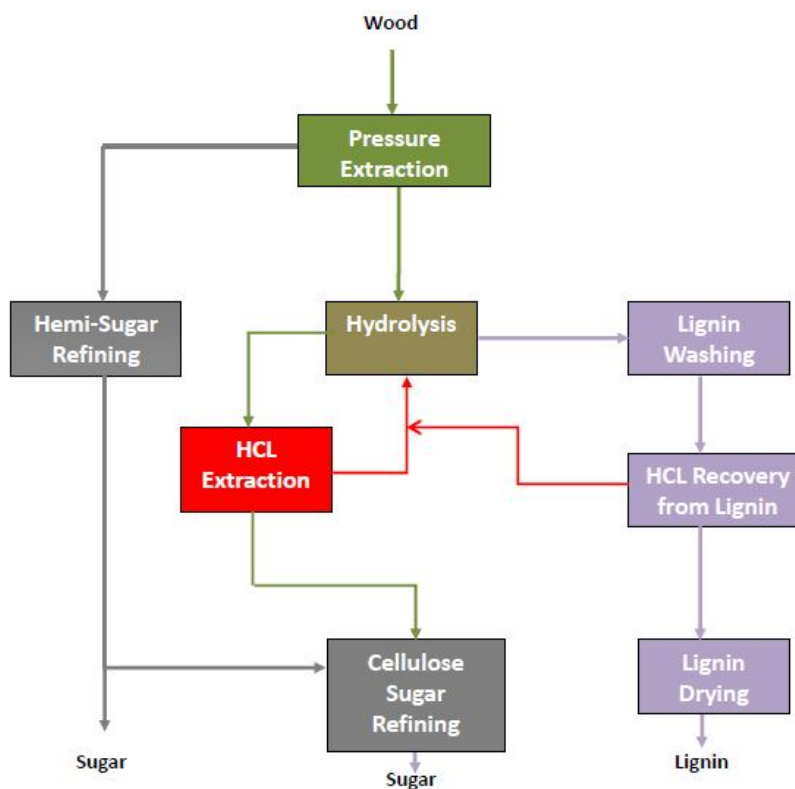 Wood
Pressure
Extraction
Hemi-Sugar
Refining
Hydrolysis
Lignin
Washing
HCL
Extraction
HCL Recovery
from Lignin
Cellulose
Sugar
Refining
Lignin
Drying
Sugar
Sugar
Lignin